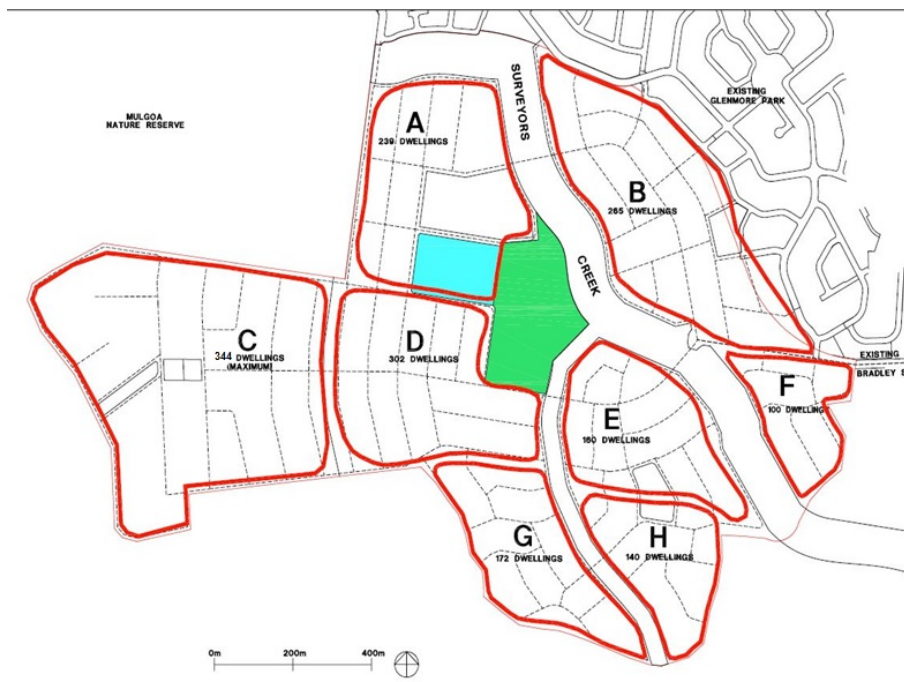 SURVEYORS
EXISTING
GLENMORE PARK
MULGOA
NATURE RESERVE
A
239 DWELLINGS
B
265 DWELLINGS
CREEK
C
344 DWELLINGS
(MAXIMUM)
D
302 DWELLINGS
EXISTING
BRADLEY S
F
100 DWELLING
E
160 DWELLINGS
G
172 DWELLINGS
H
140 DWELLINGS
0m 200m 400m